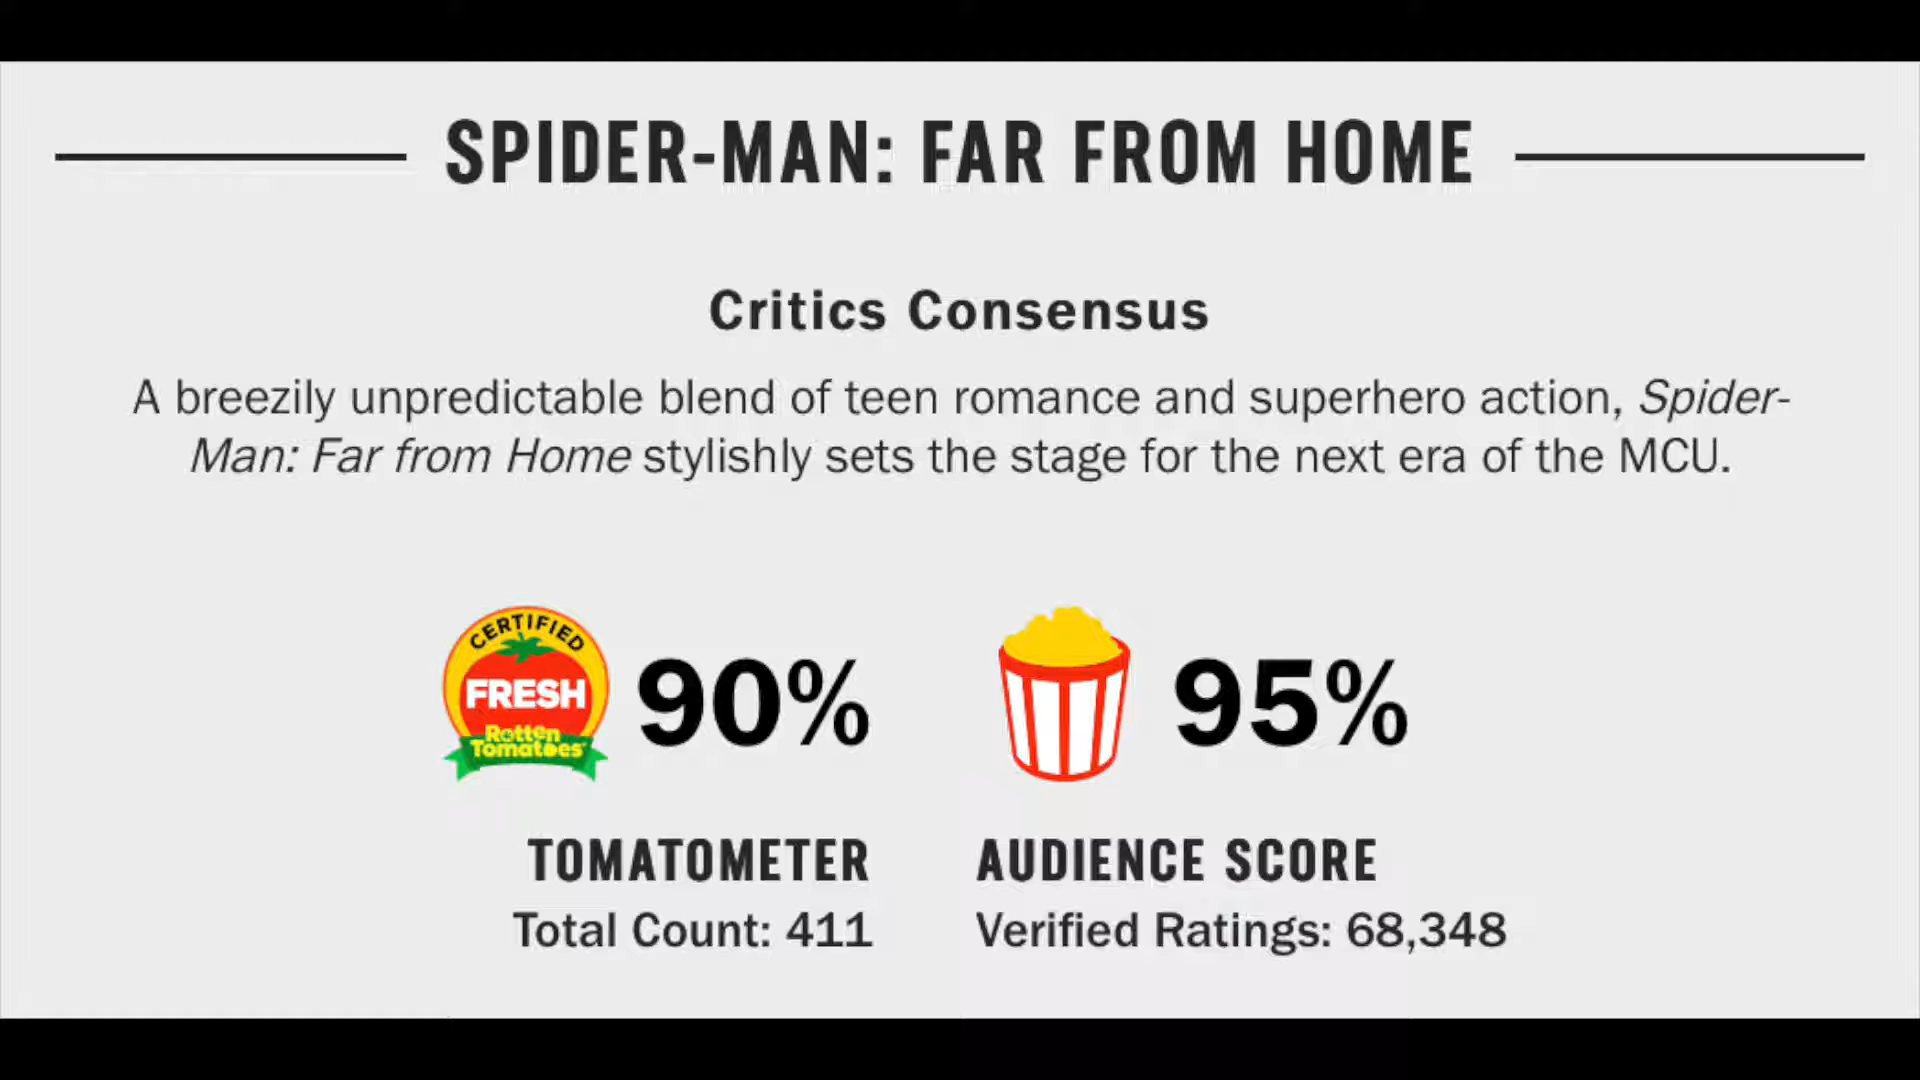 SPIDER-MAN: FAR FROM HOME
Critics Consensus
A breezily unpredictable blend of teen romance and superhero action, Spider-
Man: Far from Home stylishly sets the stage for the next era of the MCU.
CERTIFIED
FRESH
Rotten
Tomatoes
90%
95%
TOMATOMETER
AUDIENCE SCORE
Total Count: 411
Verified Ratings: 68,348